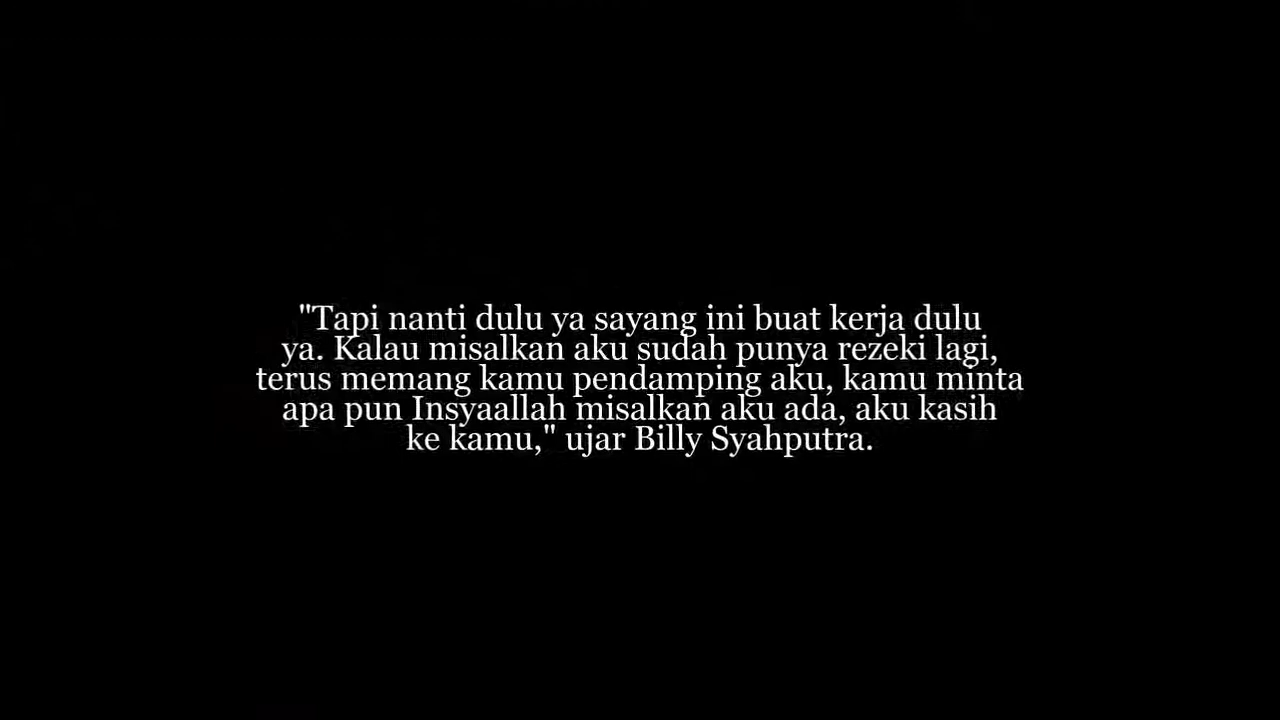 "Tapi nanti dulu ya sayang ini buat kerja dulu
ya. Kalau misalkan aku sudah punya rezeki lagi,
terus memang kamu pendamping aku, kamu minta
apa pun Insyaallah misalkan aku ada, aku kasih
ke kamu," ujar Billy Syahputra.